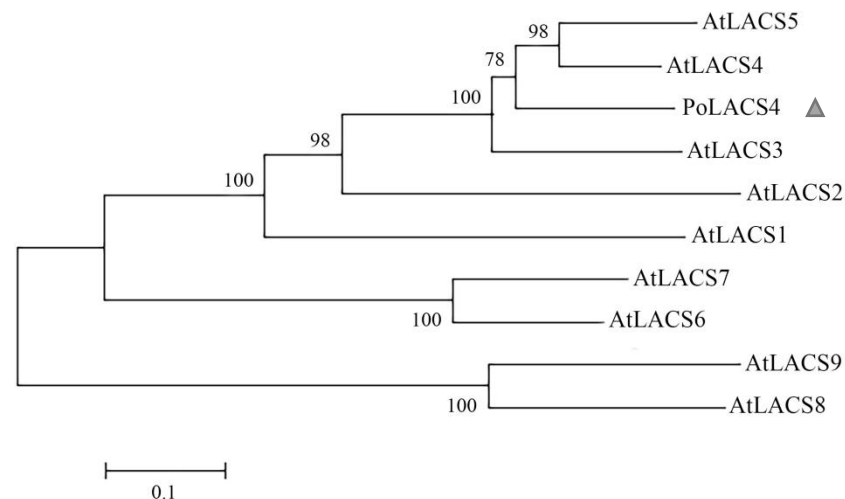 AtLACS5
98
AtLACS4
78
PoLACS4
100
AtLACS3
98
AtLACS2
100
AtLACS1
AtLACS7
100
AtLACS6
AtLACS9
100
AtLACS8
0.1